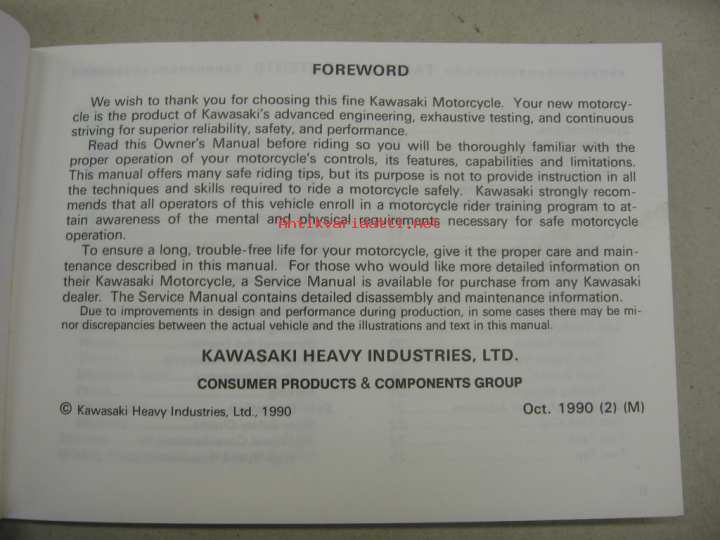 FOREWORD
We wish to thank you for choosing this fine Kawasaki Motorcycle. Your new motorcy-
cle is the product of Kawasaki's advanced engineering, exhaustive testing, and continuous
striving for superior reliability, safety, and performance.
Read this Owner's Manual before riding so you will be thoroughly familiar with the
proper operation of your motorcycle's controls, its features, capabilities and limitations.
This manual offers many safe riding tips, but its purpose is not to provide instruction in all
the techniques and skills required to ride a motorcycle safely. Kawasaki strongly recom-
mends that all operators of this vehicle enroll in a motorcycle rider training program to at-
tain awareness of the mental and physical requirements necessary for safe motorcycle
Antikvariaatti.net
operation.
To ensure a long, trouble-free life for your motorcycle, give it the proper care and main-
tenance described in this manual. For those who would like more detailed information on
their Kawasaki Motorcycle, a Service Manual is available for purchase from any Kawasaki
dealer. The Service Manual contains detailed disassembly and maintenance information.
Due to improvements in design and performance during production, in some cases there may be mi-
nor discrepancies between the actual vehicle and the illustrations and text in this manual.
KAWASAKI HEAVY INDUSTRIES, LTD.
CONSUMER PRODUCTS & COMPONENTS GROUP
© Kawasaki Heavy Industries, Ltd., 1990 Oct. 1990 (2) (M)